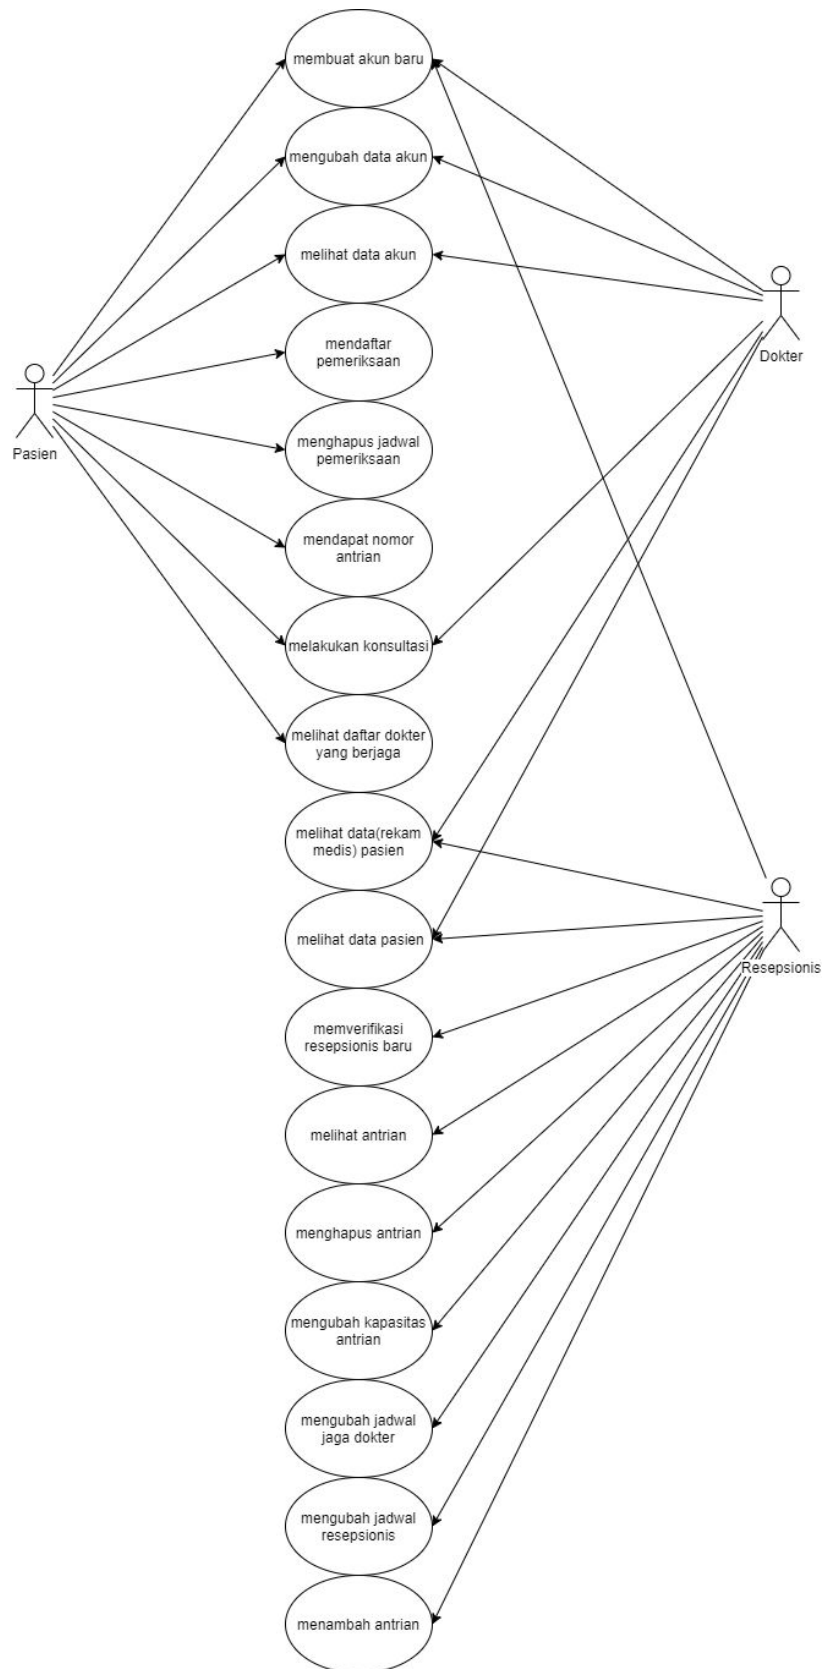 membuat akun baru
mengubah data akun
melihat data akun
Dokter
mendaftar
pemeriksaan
Pasien
menghapus jadwal
pemeriksaan
mendapat nomor
antrian
melakukan konsultasi
melihat daftar dokter
yang berjaga
melihat data(rekam
medis) pasien
melihat data pasien
Resepsionis
memverifikasi
resepsionis baru
melihat antrian
menghapus antrian
mengubah kapasitas
antrian
mengubah jadwal
jaga dokter
mengubah jadwal
resepsionis
menambah antrian